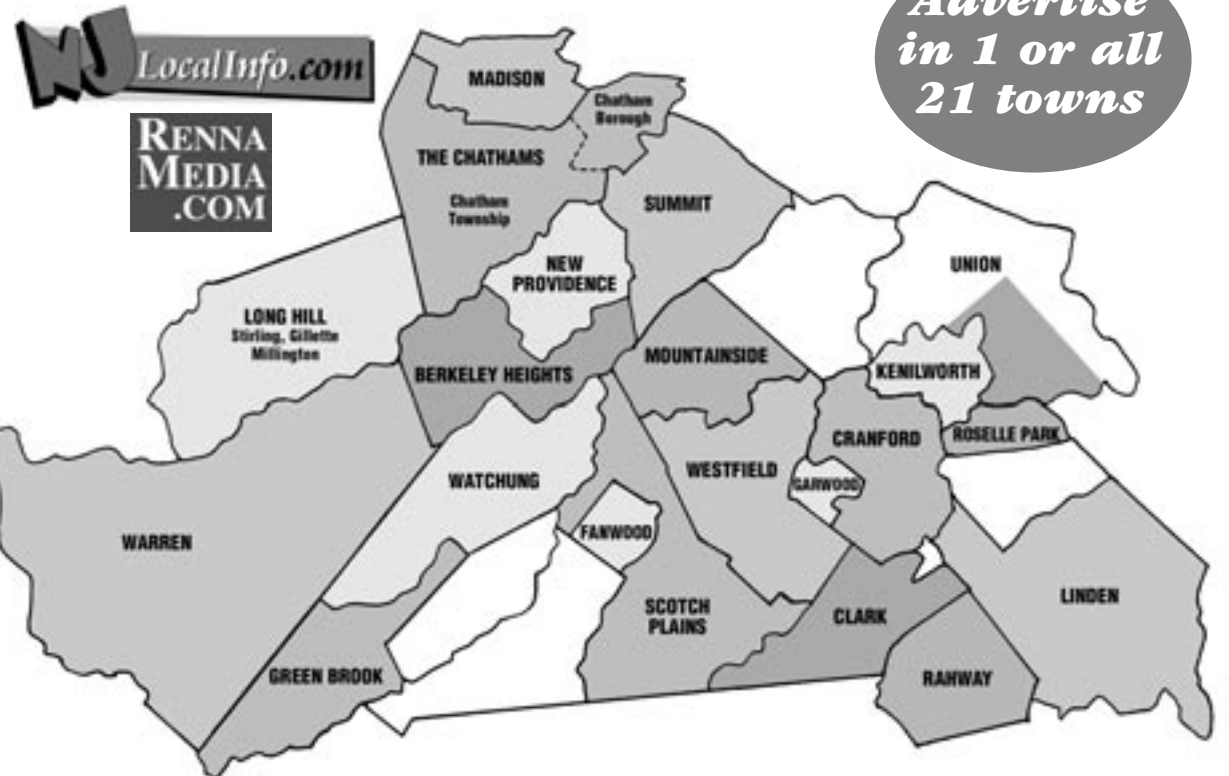 NJ LocalInfo.com
RENNA
MEDIA
.COM
Advertise
in 1 or all
21 towns
MADISON
Chatham
Borough
THE CHATHAMS
Chatham
Township
SUMMIT
NEW
PROVIDENCE
UNION
LONG HILL
Stirling, Gillette
Millington
BERKELEY HEIGHTS
MOUNTAINSIDE
KENILWORTH
CRANFORD
ROSELLE PARK
WATCHUNG
WESTFIELD
GARWOOD
WARREN
FANWOOD
SCOTCH
PLAINS
CLARK
LINDEN
GREEN BROOK
RAHWAY